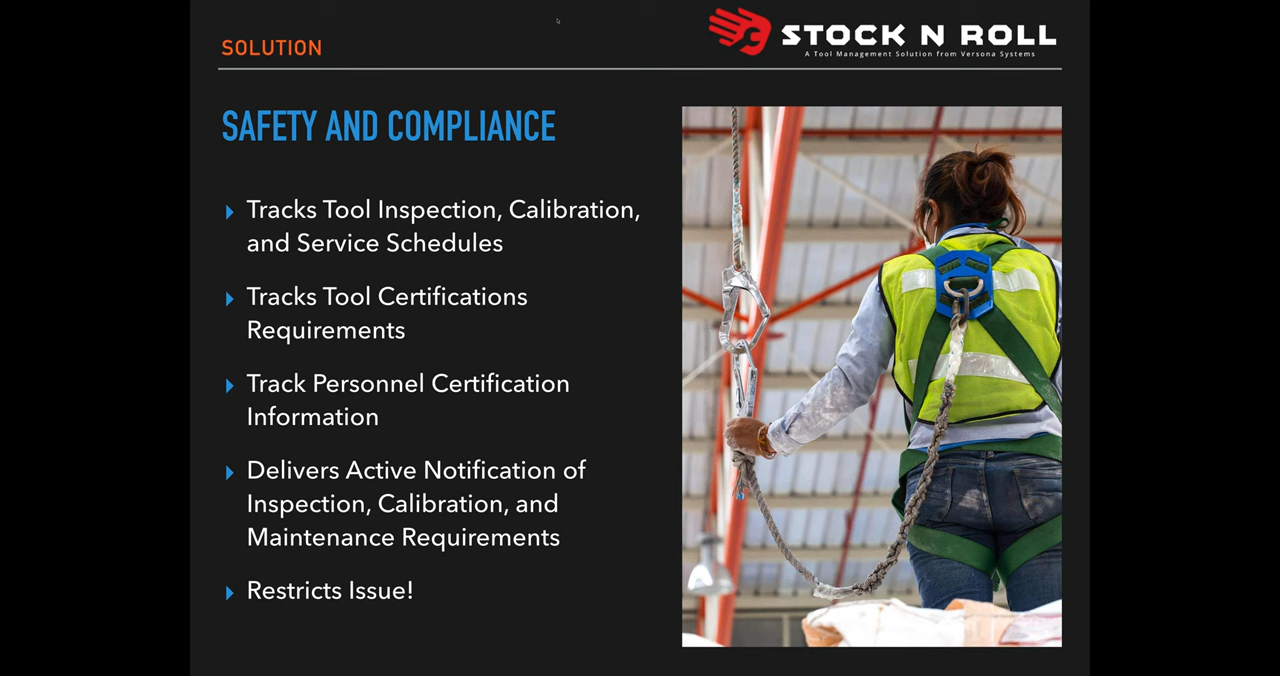 SOLUTION
STOCK N ROLL
A Tool Management Solution from Versona Systems
SAFETY AND COMPLIANCE
Tracks Tool Inspection, Calibration,
and Service Schedules
Tracks Tool Certifications
Requirements
Track Personnel Certification
Information
Delivers Active Notification of
Inspection, Calibration, and
Maintenance Requirements
Restricts Issue!